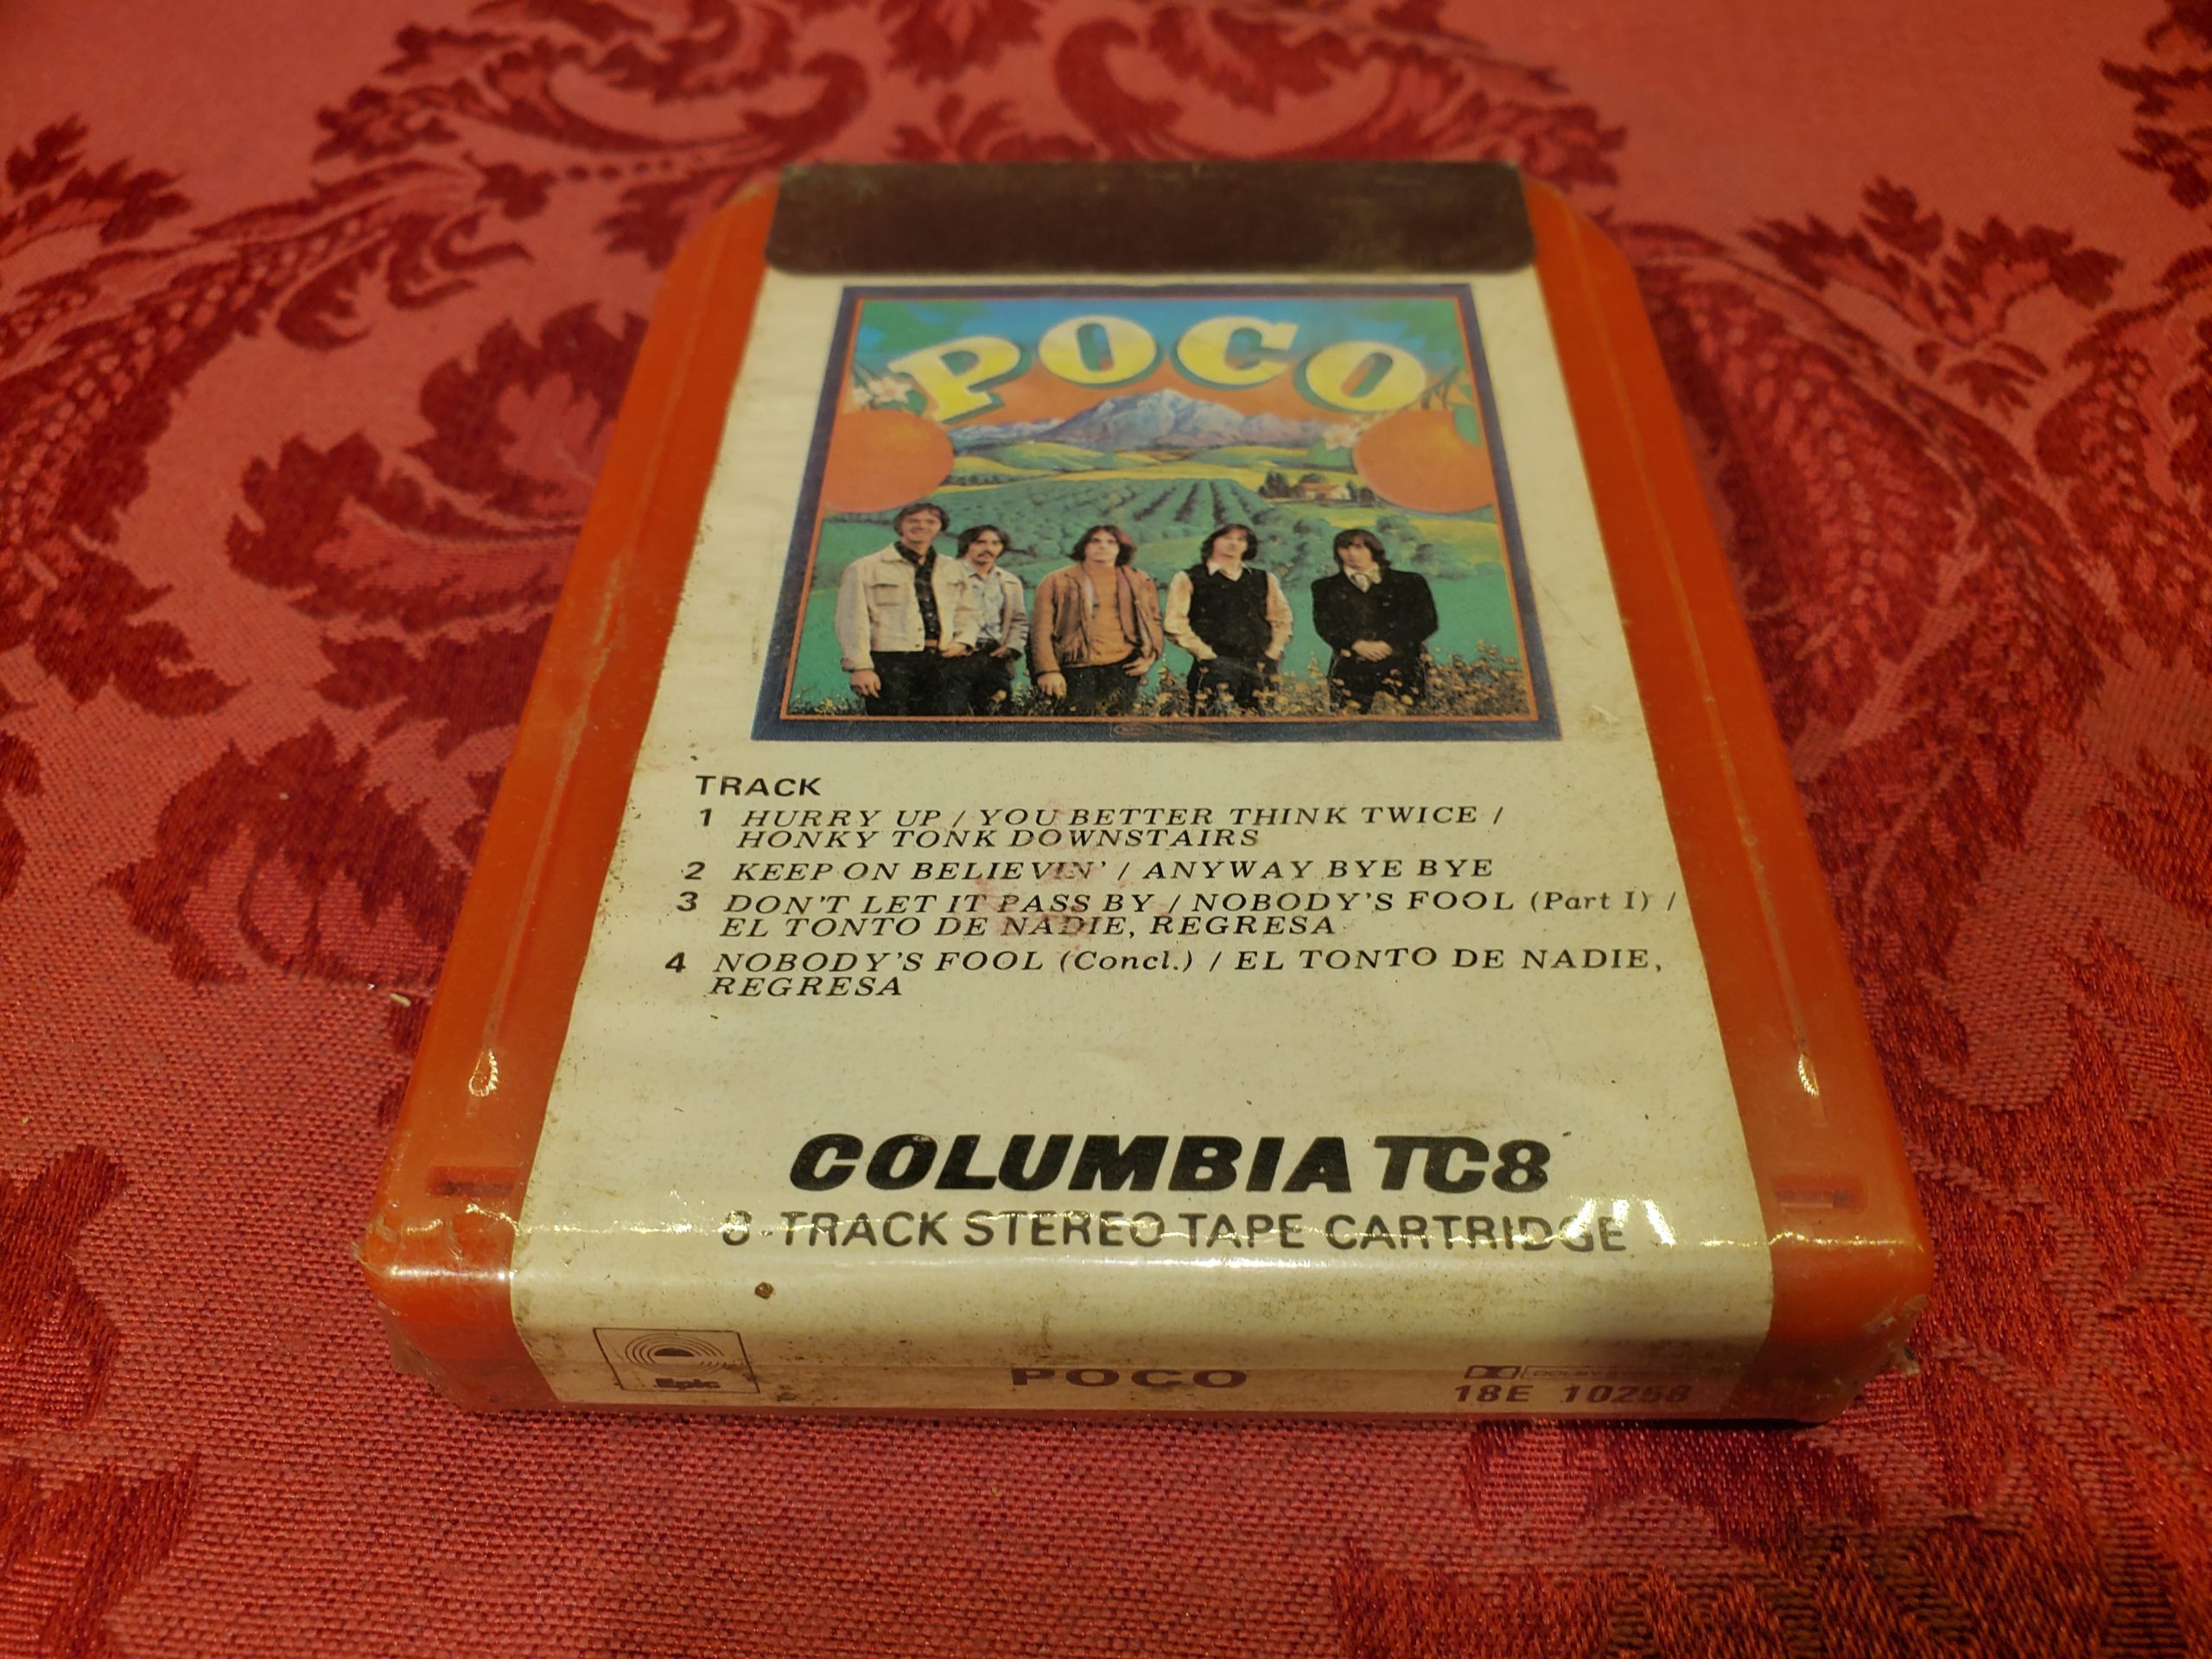 POCO
TRACK
1 HURRY UP / YOU BETTER THINK TWICE /
HONKY TONK DOWNSTAIRS
2 KEEP ON BELIEVIN' / ANYWAY BYE BYE
3 DON'T LET IT PASS BY / NOBODY'S FOOL (Part I) /
EL TONTO DE NADIE, REGRESA
4 NOBODY'S FOOL (Concl.) / EL TONTO DE NADIE,
REGRESA
COLUMBIA TC8
8-TRACK STEREO TAPE CARTRIDGE
Epic
POCO
18E 10258